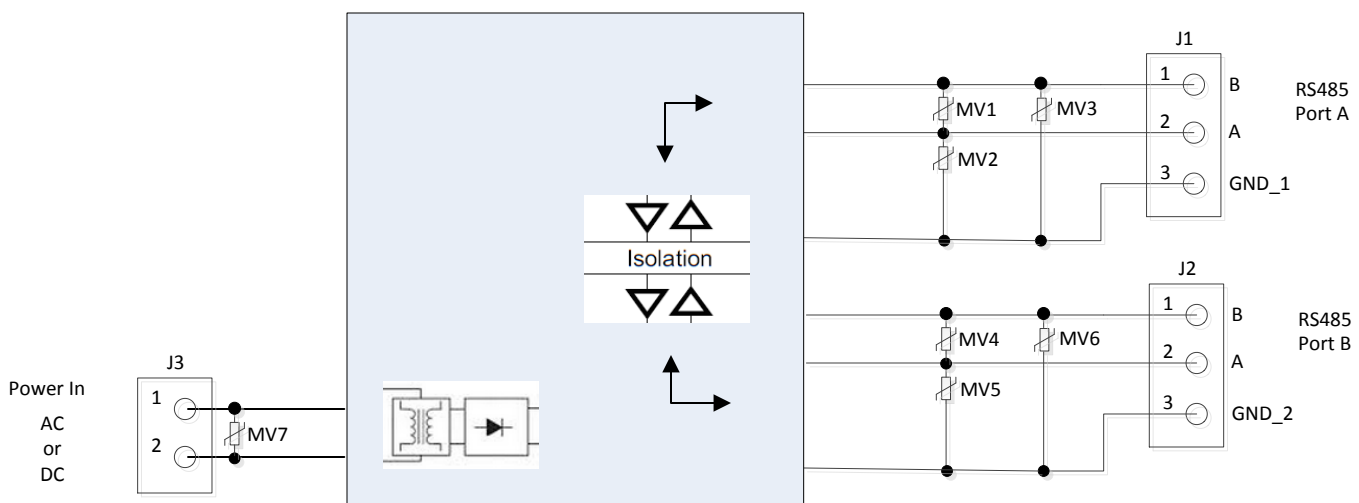 J1
1
B
RS485
Port A
MV1
MV3
2
A
MV2
3
GND_1
Isolation
J2
1
B
RS485
Port B
MV4
MV6
2
A
MV5
3
GND_2
J3
Power In
AC
or
DC
1
MV7
2